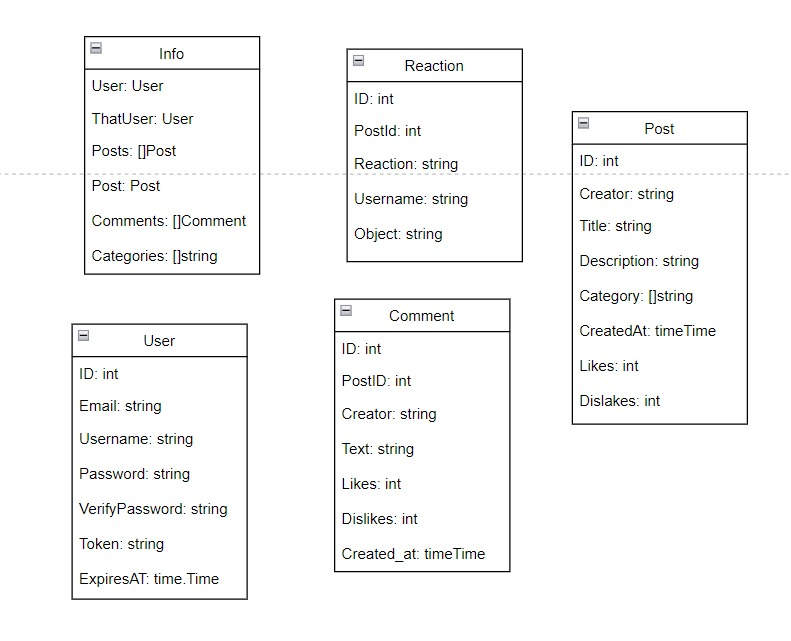 Info
User: User
ThatUser: User
Posts: []Post
Post: Post
Comments: []Comment
Categories: []string
Reaction
ID: int
PostId: int
Reaction: string
Username: string
Object: string
Post
ID: int
Creator: string
Title: string
Description: string
Category: []string
CreatedAt: timeTime
Likes: int
Dislakes: int
User
ID: int
Email: string
Username: string
Password: string
VerifyPassword: string
Token: string
ExpiresAT: time.Time
Comment
ID: int
PostID: int
Creator: string
Text: string
Likes: int
Dislikes: int
Created_at: timeTime